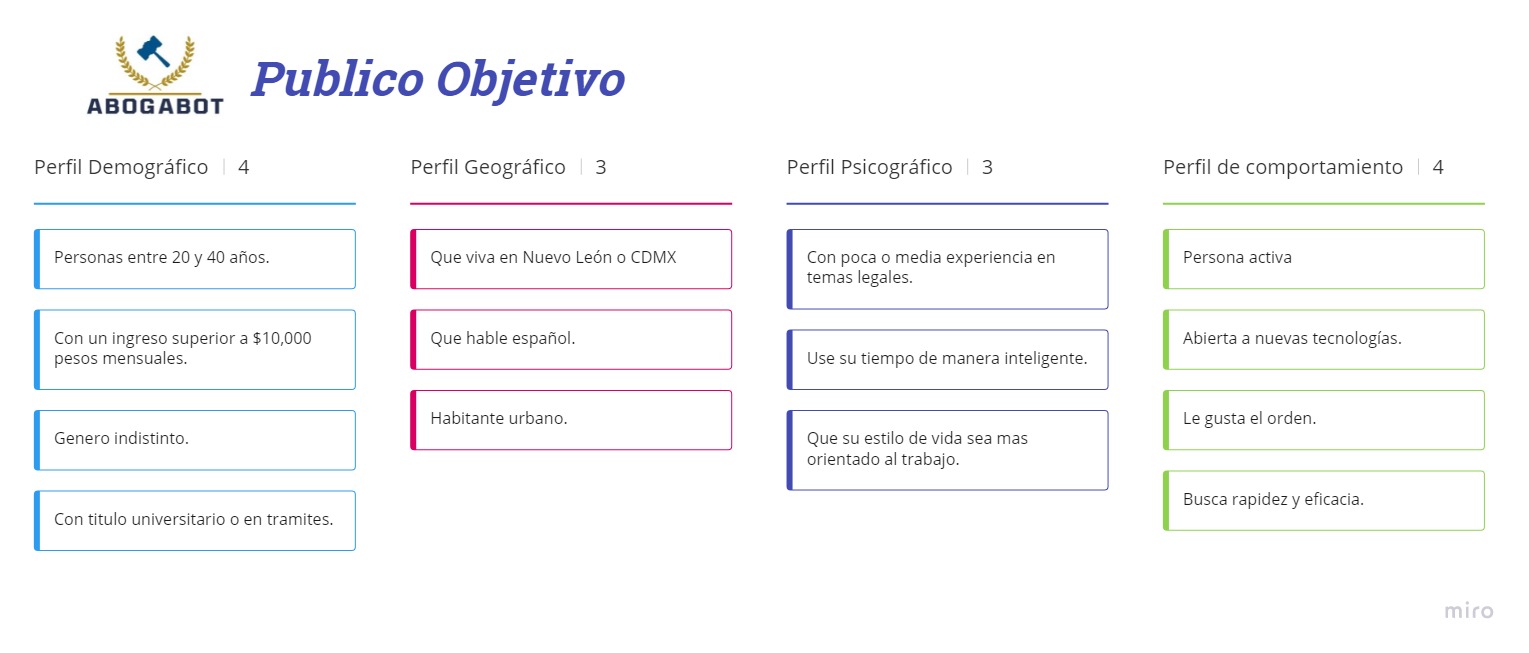 ABOGABOT
Publico Objetivo
Perfil Demográfico | 4
Personas entre 20 y 40 años.
Con un ingreso superior a $10,000
pesos mensuales.
Genero indistinto.
Con titulo universitario o en tramites.
Perfil Geográfico | 3
Que viva en Nuevo León o CDMX
Que hable español.
Habitante urbano.
Perfil Psicográfico | 3
Con poca o media experiencia en
temas legales.
Use su tiempo de manera inteligente.
Que su estilo de vida sea mas
orientado al trabajo.
Perfil de comportamiento | 4
Persona activa
Abierta a nuevas tecnologías.
Le gusta el orden.
Busca rapidez y eficacia.
miro